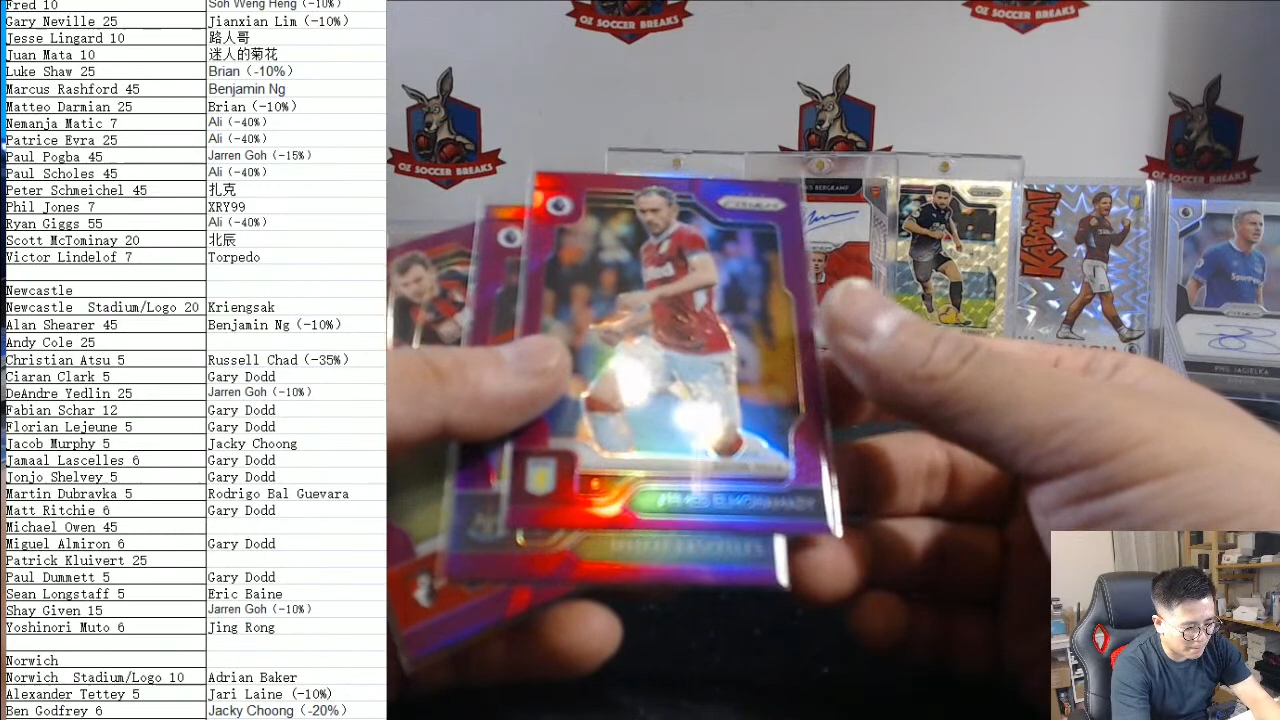 Fred 10 Soh Weng Heng (-10%)
Gary Neville 25 Jianxian Lim (-10%)
Jesse Lingard 10 路人哥
Juan Mata 10 迷人的菊花
Luke Shaw 25 Brian (-10%)
Marcus Rashford 45 Benjamin Ng
Matteo Darmian 25 Brian (-10%)
Nemanja Matic 7 Ali (-40%)
Patrice Evra 25 Ali (-40%)
Paul Pogba 45 Jarren Goh (-15%)
Paul Scholes 45 Ali (-40%)
Peter Schmeichel 45 扎克
Phil Jones 7 XRY99
Ryan Giggs 55 Ali (-40%)
Scott McTominay 20 北辰
Victor Lindelof 7 Torpedo
Newcastle
Newcastle Stadium/Logo 20 Kriengsak
Alan Shearer 45 Benjamin Ng (-10%)
Andy Cole 25
Christian Atsu 5 Russell Chad (-35%)
Ciaran Clark 5 Gary Dodd
DeAndre Yedlin 25 Jarren Goh (-10%)
Fabian Schar 12 Gary Dodd
Florian Lejeune 5 Gary Dodd
Jacob Murphy 5 Jacky Choong
Jamaal Lascelles 6 Gary Dodd
Jonjo Shelvey 5 Gary Dodd
Martin Dubravka 5 Rodrigo Bal Guevara
Matt Ritchie 6 Gary Dodd
Michael Owen 45
Miguel Almiron 6 Gary Dodd
Patrick Kluivert 25
Paul Dummett 5 Gary Dodd
Sean Longstaff 5 Eric Baine
Shay Given 15 Jarren Goh (-10%)
Yoshinori Muto 6 Jing Rong
Norwich
Norwich Stadium/Logo 10 Adrian Baker
Alexander Tettey 5 Jari Laine (-10%)
Ben Godfrey 6 Jacky Choong (-20%)
OZ SOCCER BREAKS
OZ SOCCER BREAKS
OZ SOCCER BREAKS
OZ SOCCER BREAKS
OZ SOCCER BREAKS
BERGKAMP
KABOOM!
PHIL JAGIELKA